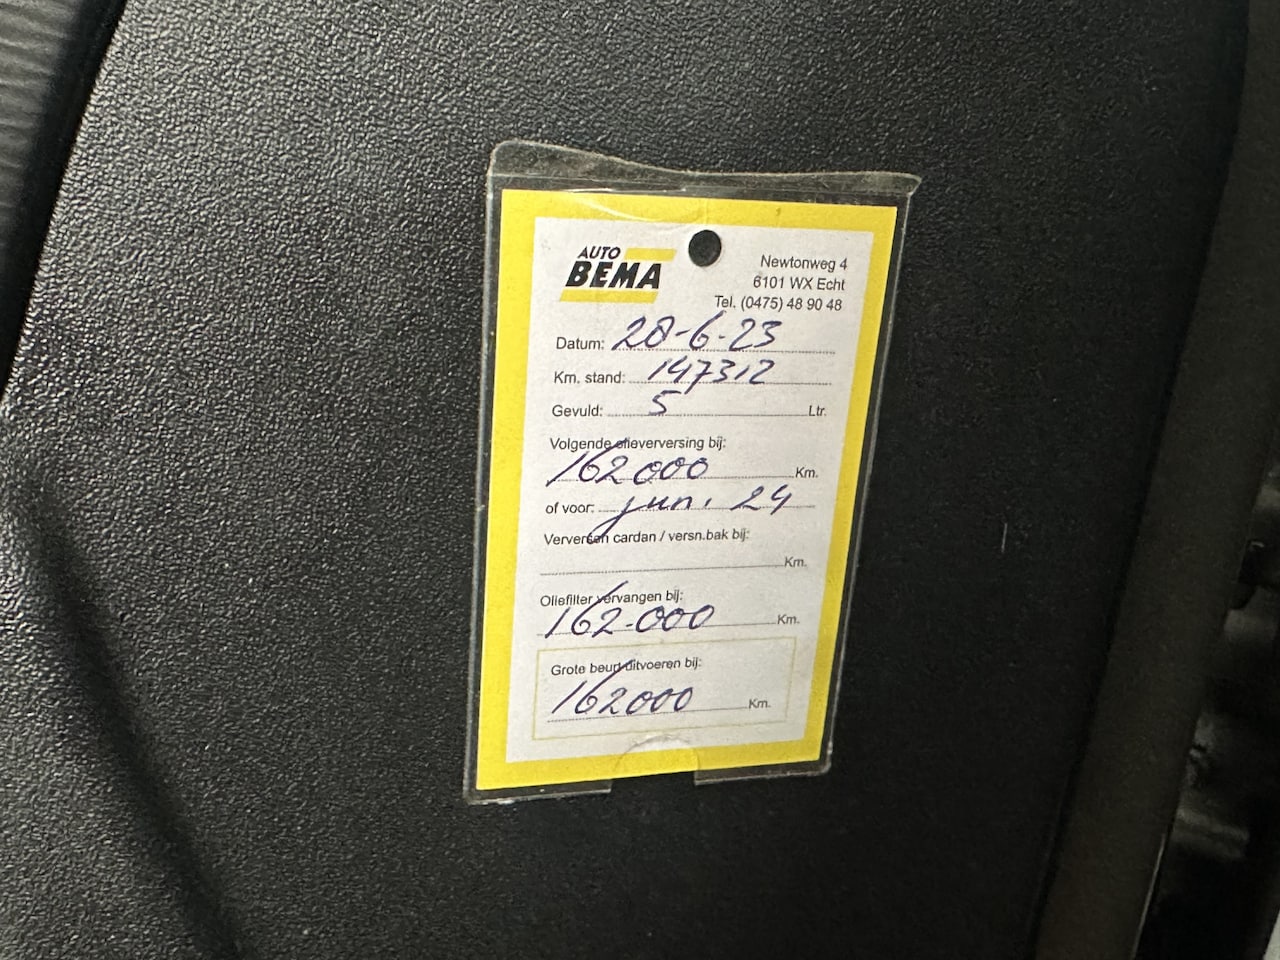 AUTO
BEMA
Newtonweg 4
6101 WX Echt
Tel. (0475) 48 90 48
Datum: 28-6-23
Km. stand: 147312
Gevuld: 5 Ltr.
Volgende olieverversing bij:
162000 Km.
of voor: juni 24
Verversen cardan / versn.bak bij:
Km.
Oliefilter vervangen bij:
162.000 Km.
Grote beurt uitvoeren bij:
162000 Km.